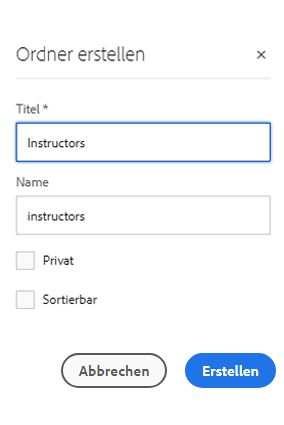 Ordner erstellen
Titel *
Instructors
Name
instructors
Privat
Sortierbar
Abbrechen Erstellen